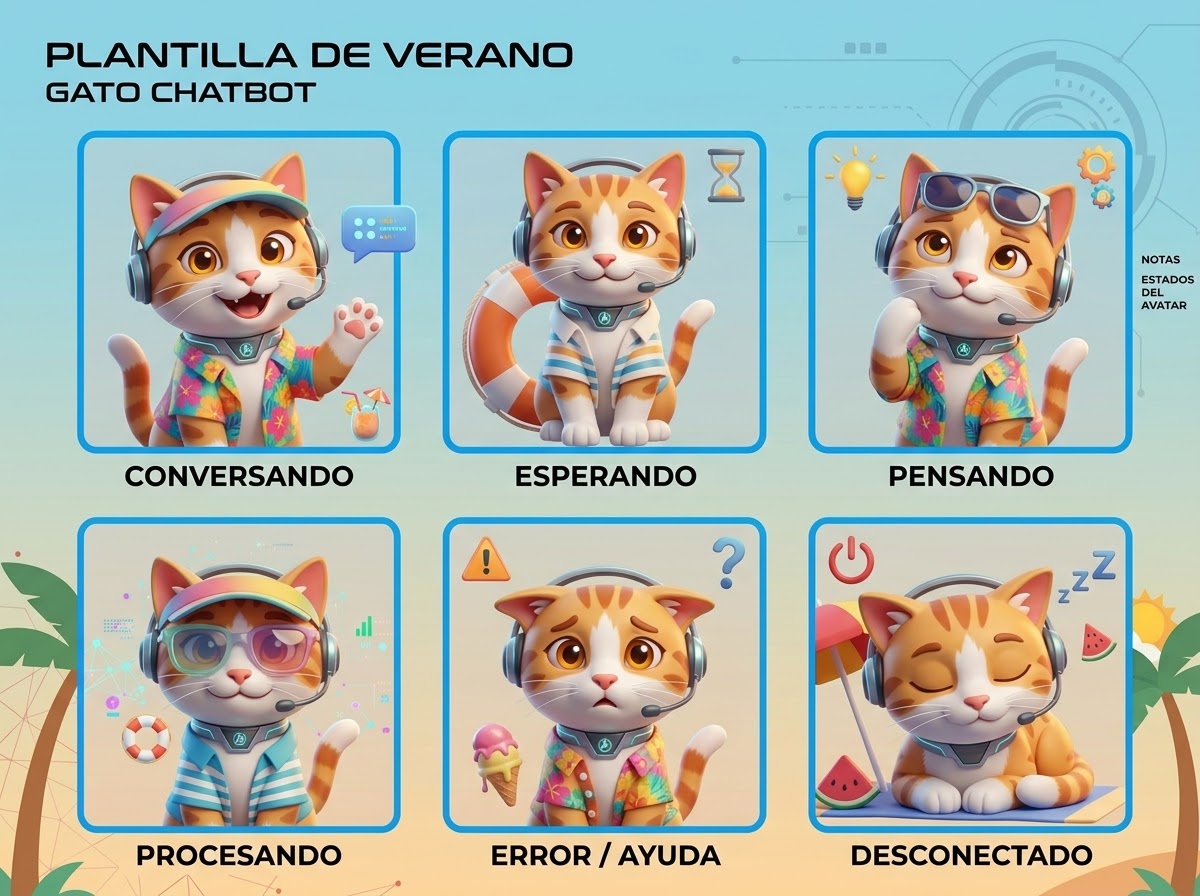 PLANTILLA DE VERANO
GATO CHATBOT
CONVERSANDO
ESPERANDO
PENSANDO
NOTAS
ESTADOS
DEL
AVATAR
PROCESANDO
ERROR / AYUDA
DESCONECTADO
!
?
z z Z